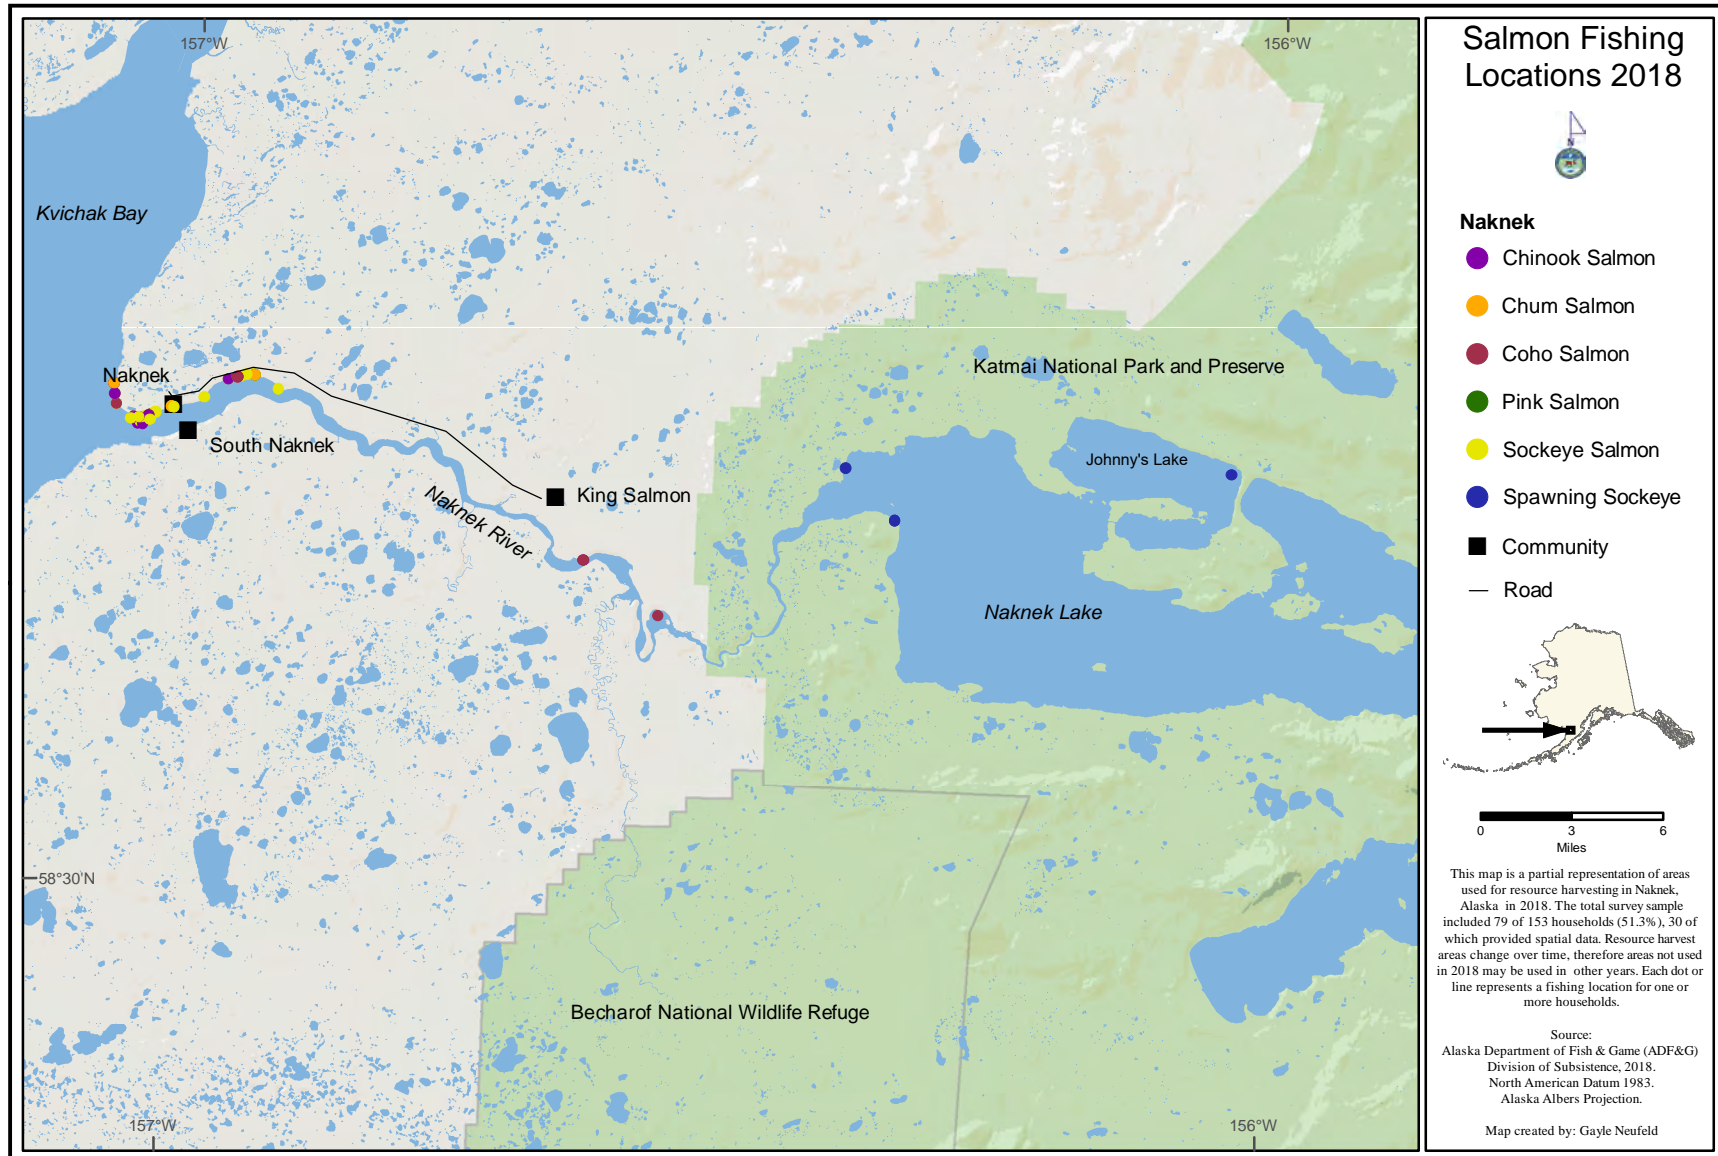 157°W
156°W
Kvichak Bay
Naknek
South Naknek
King Salmon
Naknek River
Katmai National Park and Preserve
Johnny's Lake
Naknek Lake
58°30'N
Becharof National Wildlife Refuge
157°W
156°W
Salmon Fishing
Locations 2018
N
Naknek
Chinook Salmon
Chum Salmon
Coho Salmon
Pink Salmon
Sockeye Salmon
Spawning Sockeye
Community
Road
0 3 6
Miles
This map is a partial representation of areas
used for resource harvesting in Naknek,
Alaska in 2018. The total survey sample
included 79 of 153 households (51.3%), 30 of
which provided spatial data. Resource harvest
areas change over time, therefore areas not used
in 2018 may be used in other years. Each dot or
line represents a fishing location for one or
more households.
Source:
Alaska Department of Fish & Game (ADF&G)
Division of Subsistence, 2018.
North American Datum 1983.
Alaska Albers Projection.
Map created by: Gayle Neufeld